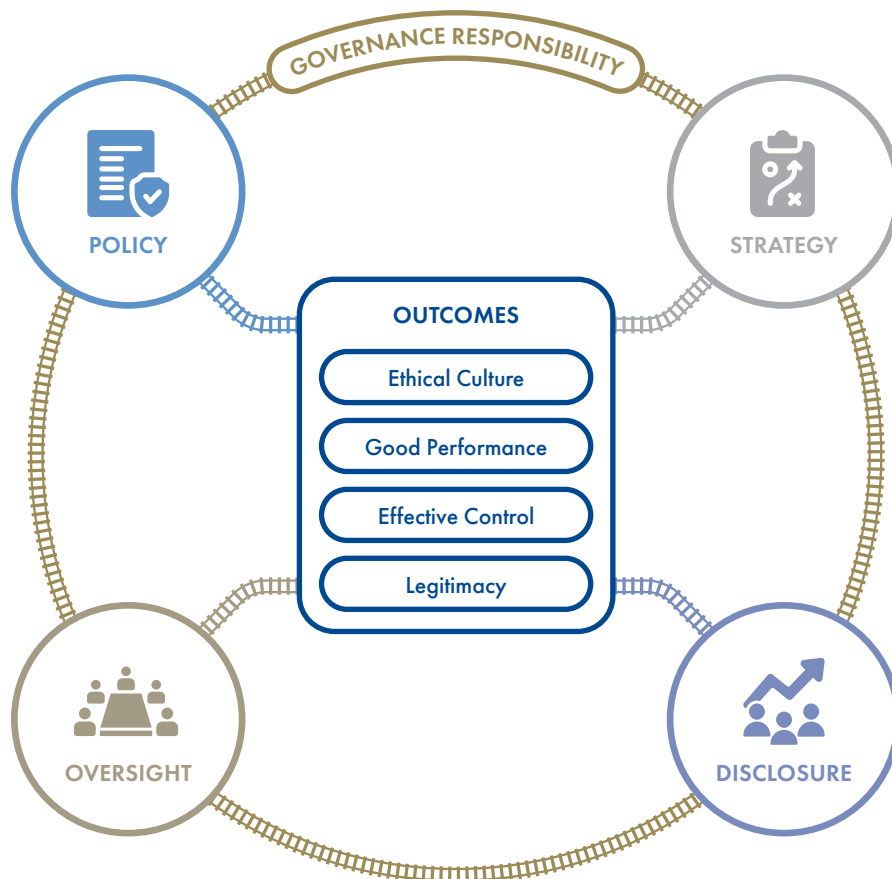 GOVERNANCE RESPONSIBILITY
POLICY
STRATEGY
OUTCOMES
Ethical Culture
Good Performance
Effective Control
Legitimacy
OVERSIGHT
DISCLOSURE